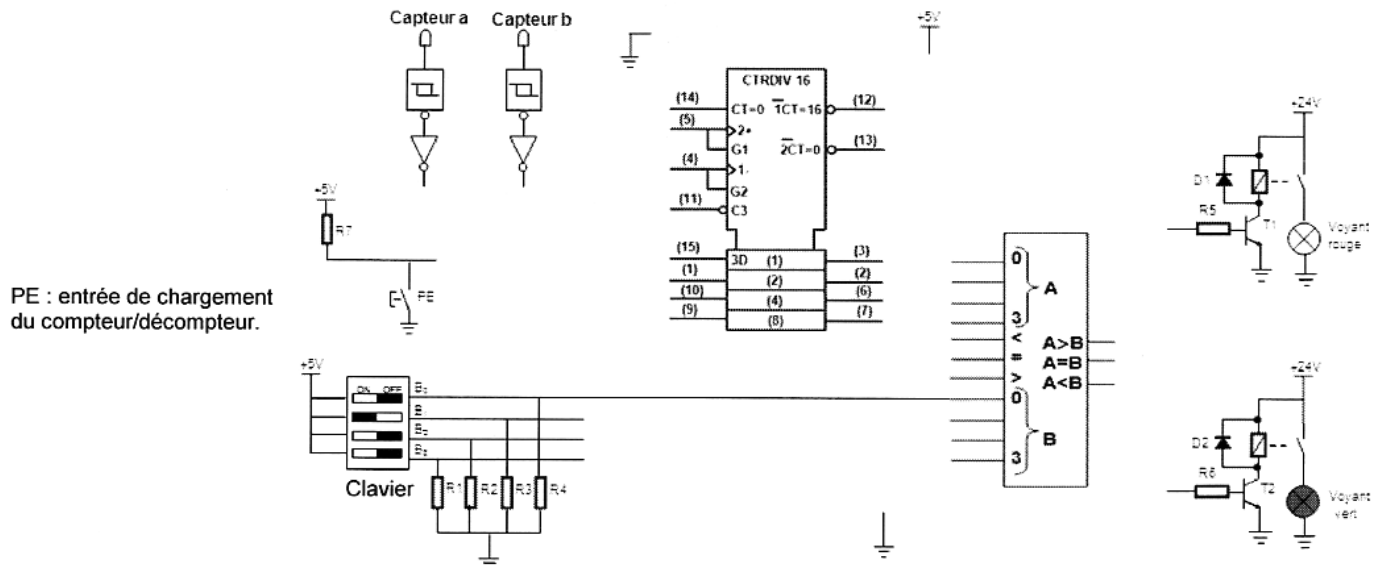 Capteur a Capteur b
+5V
CTRDIV 16
(14) CT=0 1CT=16 (12)
(5) 2+
G1 2CT=0 (13)
(4) 1-
G2
(11) C3
(15) 3D (1) (3)
(1) (2) (2)
(10) (4) (6)
(9) (8) (7)
+5V
R7
PE
PE : entrée de chargement
du compteur/décompteur.
+5V
ON OFF
B
B
B
B
Clavier
R1 R2 R3 R4
0
A
3
<
=
>
0
B
3
A>B
A=B
A<B
+24V
D1
R5
T1
Voyant
rouge
+24V
D2
R6
T2
Voyant
vert